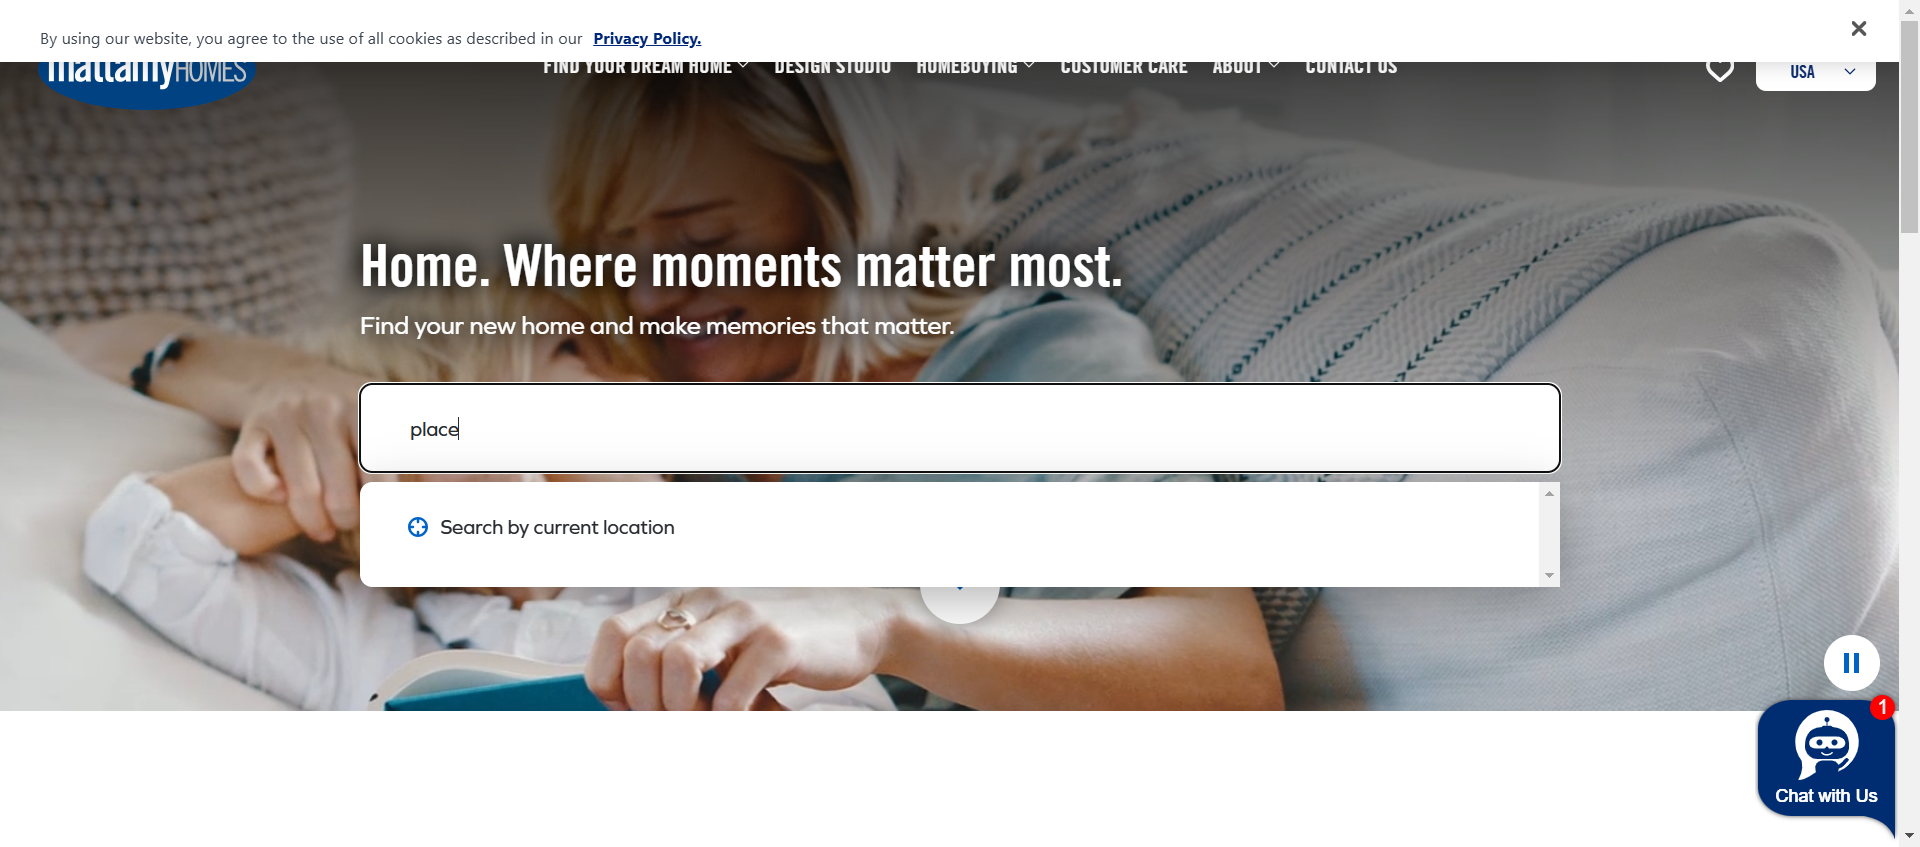 By using our website, you agree to the use of all cookies as described in our Privacy Policy.
mattamyHOMES
FIND YOUR DREAM HOME
DESIGN STUDIO
HOMEBUYING
CUSTOMER CARE
ABOUT
CONTACT US
USA
Home. Where moments matter most.
Find your new home and make memories that matter.
place
Search by current location
1
Chat with Us